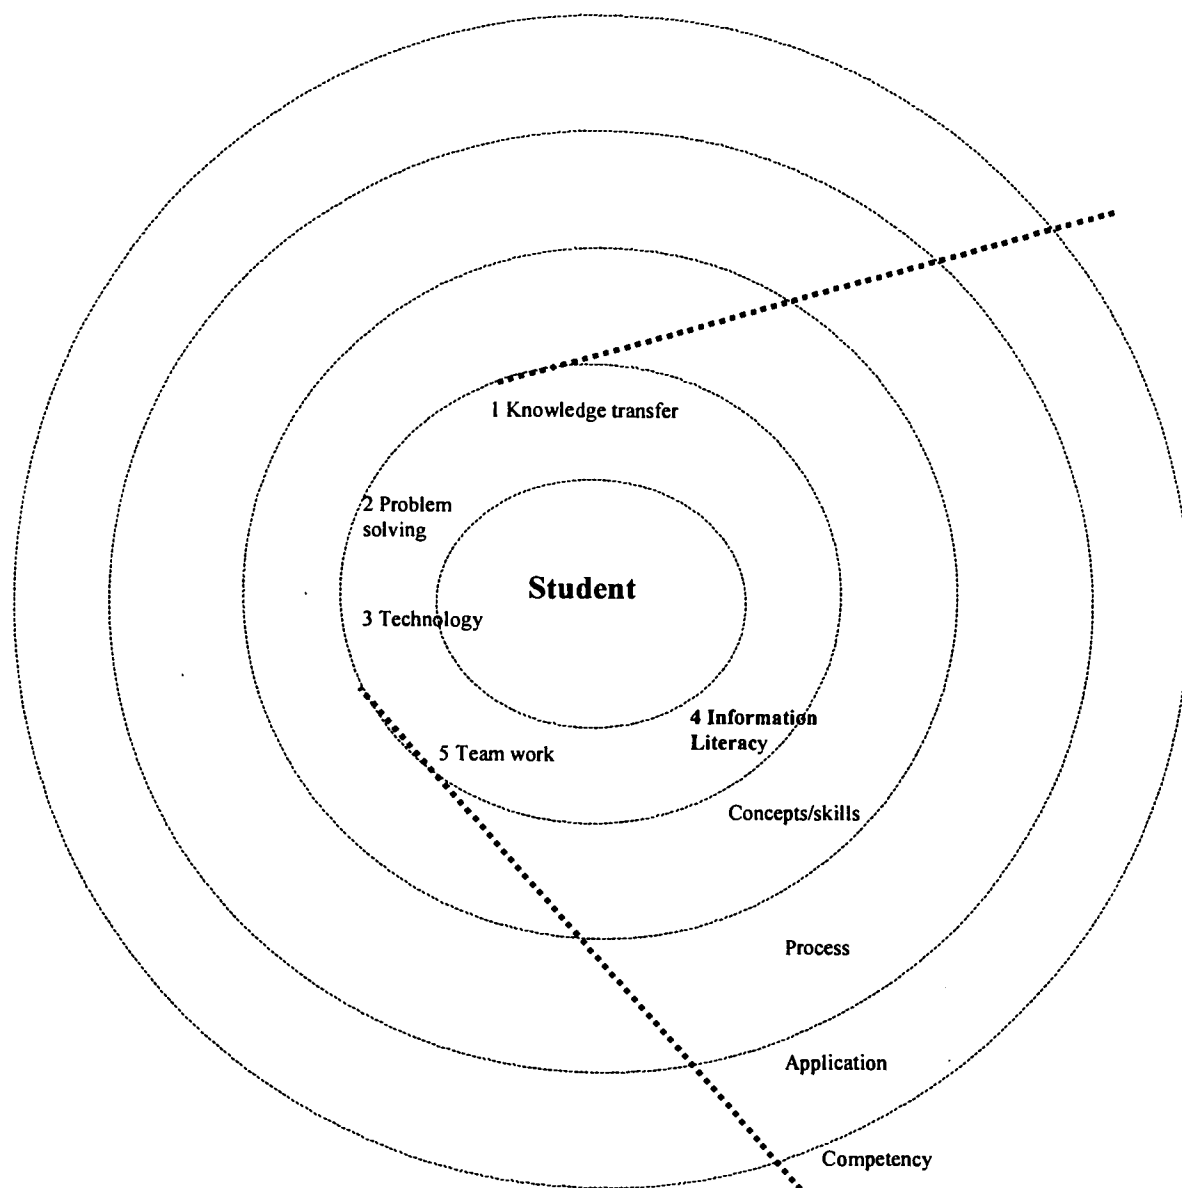 1 Knowledge transfer
2 Problem
solving
Student
3 Technology
4 Information
Literacy
5 Team work
Concepts/skills
Process
Application
Competency